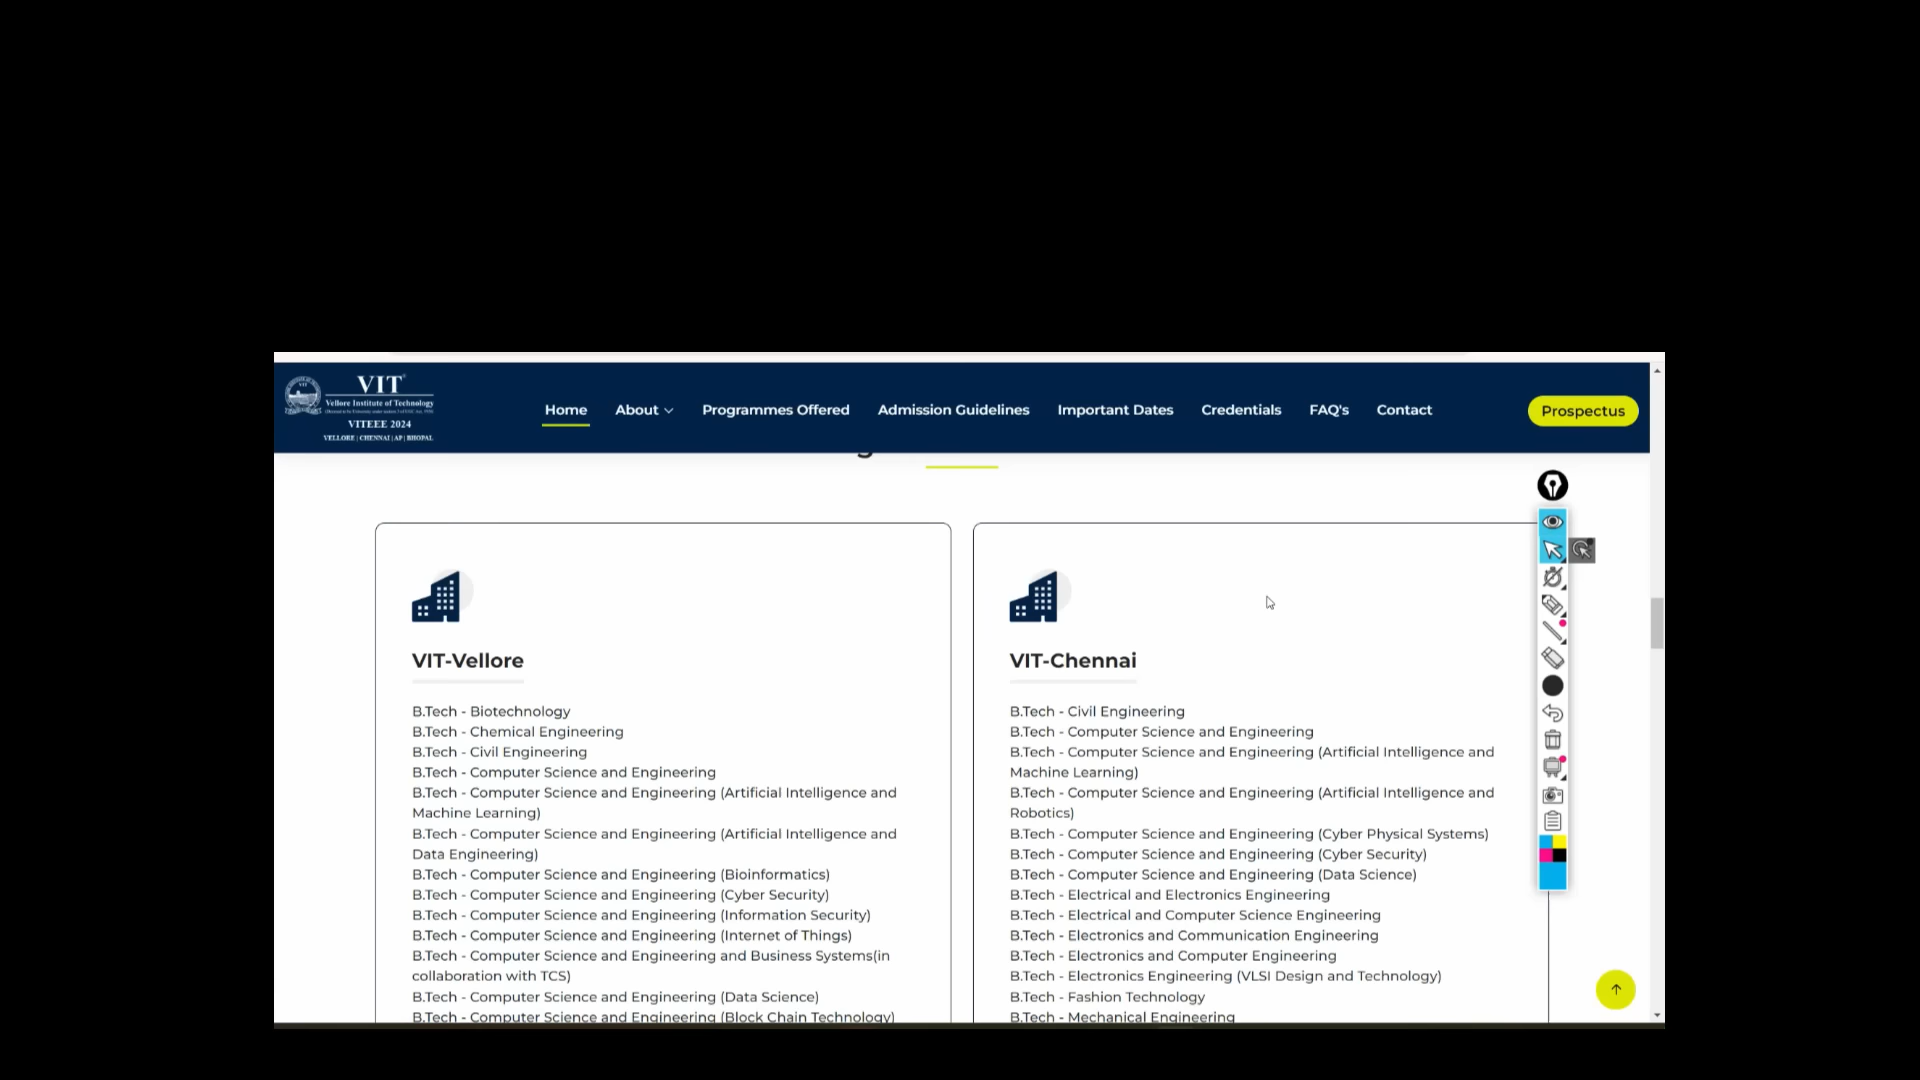 VIT
Vellore Institute of Technology
VITEEE 2024
VELLORE | CHENNAI | AP | BHOPAL
Home
About
Programmes Offered
Admission Guidelines
Important Dates
Credentials
FAQ's
Contact
Prospectus
VIT-Vellore
B.Tech - Biotechnology
B.Tech - Chemical Engineering
B.Tech - Civil Engineering
B.Tech - Computer Science and Engineering
B.Tech - Computer Science and Engineering (Artificial Intelligence and
Machine Learning)
B.Tech - Computer Science and Engineering (Artificial Intelligence and
Data Engineering)
B.Tech - Computer Science and Engineering (Bioinformatics)
B.Tech - Computer Science and Engineering (Cyber Security)
B.Tech - Computer Science and Engineering (Information Security)
B.Tech - Computer Science and Engineering (Internet of Things)
B.Tech - Computer Science and Engineering and Business Systems(in
collaboration with TCS)
B.Tech - Computer Science and Engineering (Data Science)
B.Tech - Computer Science and Engineering (Block Chain Technology)
VIT-Chennai
B.Tech - Civil Engineering
B.Tech - Computer Science and Engineering
B.Tech - Computer Science and Engineering (Artificial Intelligence and
Machine Learning)
B.Tech - Computer Science and Engineering (Artificial Intelligence and
Robotics)
B.Tech - Computer Science and Engineering (Cyber Physical Systems)
B.Tech - Computer Science and Engineering (Cyber Security)
B.Tech - Computer Science and Engineering (Data Science)
B.Tech - Electrical and Electronics Engineering
B.Tech - Electrical and Computer Science Engineering
B.Tech - Electronics and Communication Engineering
B.Tech - Electronics and Computer Engineering
B.Tech - Electronics Engineering (VLSI Design and Technology)
B.Tech - Fashion Technology
B.Tech - Mechanical Engineering